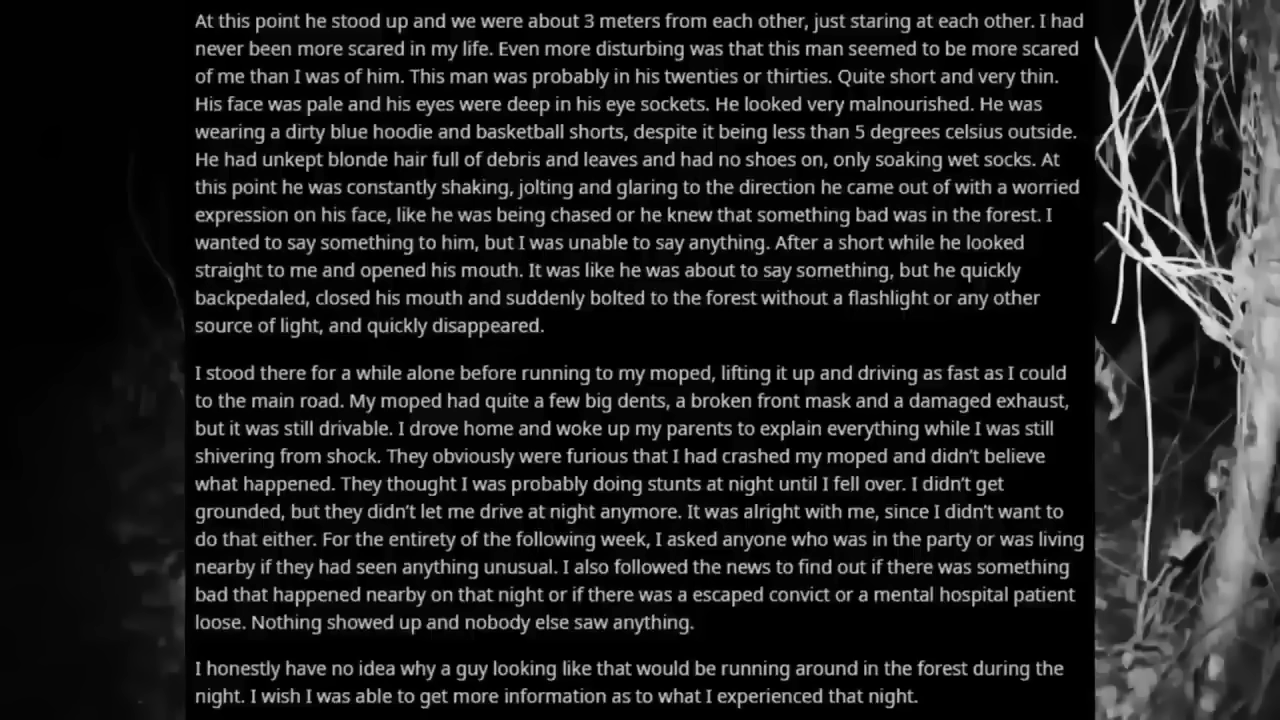 At this point he stood up and we were about 3 meters from each other, just staring at each other. I had
never been more scared in my life. Even more disturbing was that this man seemed to be more scared
of me than I was of him. This man was probably in his twenties or thirties. Quite short and very thin.
His face was pale and his eyes were deep in his eye sockets. He looked very malnourished. He was
wearing a dirty blue hoodie and basketball shorts, despite it being less than 5 degrees celsius outside.
He had unkept blonde hair full of debris and leaves and had no shoes on, only soaking wet socks. At
this point he was constantly shaking, jolting and glaring to the direction he came out of with a worried
expression on his face, like he was being chased or he knew that something bad was in the forest. I
wanted to say something to him, but I was unable to say anything. After a short while he looked
straight to me and opened his mouth. It was like he was about to say something, but he quickly
backpedaled, closed his mouth and suddenly bolted to the forest without a flashlight or any other
source of light, and quickly disappeared.
I stood there for a while alone before running to my moped, lifting it up and driving as fast as I could
to the main road. My moped had quite a few big dents, a broken front mask and a damaged exhaust,
but it was still drivable. I drove home and woke up my parents to explain everything while I was still
shivering from shock. They obviously were furious that I had crashed my moped and didn't believe
what happened. They thought I was probably doing stunts at night until I fell over. I didn't get
grounded, but they didn't let me drive at night anymore. It was alright with me, since I didn't want to
do that either. For the entirety of the following week, I asked anyone who was in the party or was living
nearby if they had seen anything unusual. I also followed the news to find out if there was something
bad that happened nearby on that night or if there was a escaped convict or a mental hospital patient
loose. Nothing showed up and nobody else saw anything.
I honestly have no idea why a guy looking like that would be running around in the forest during the
night. I wish I was able to get more information as to what I experienced that night.